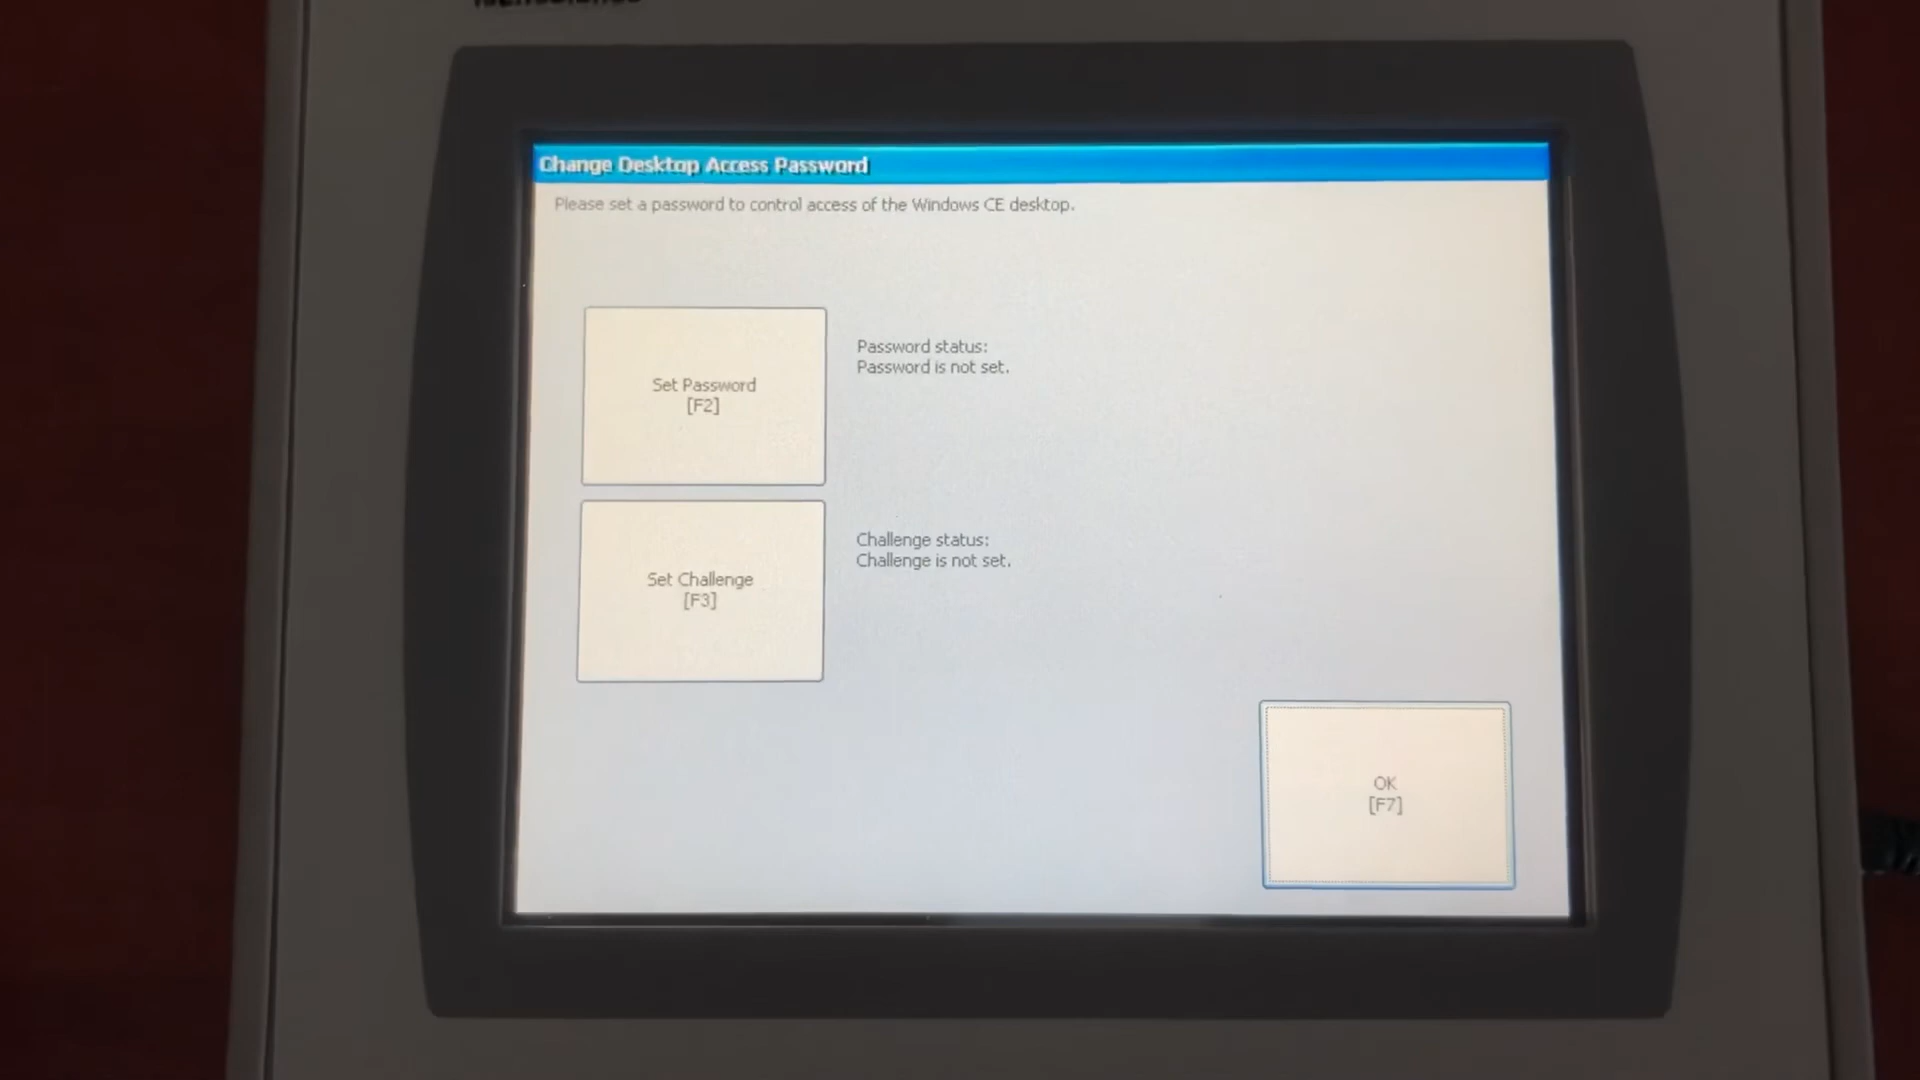 Change Desktop Access Password
Please set a password to control access of the Windows CE desktop.
Set Password
[F2]
Password status:
Password is not set.
Set Challenge
[F3]
Challenge status:
Challenge is not set.
OK
[F7]